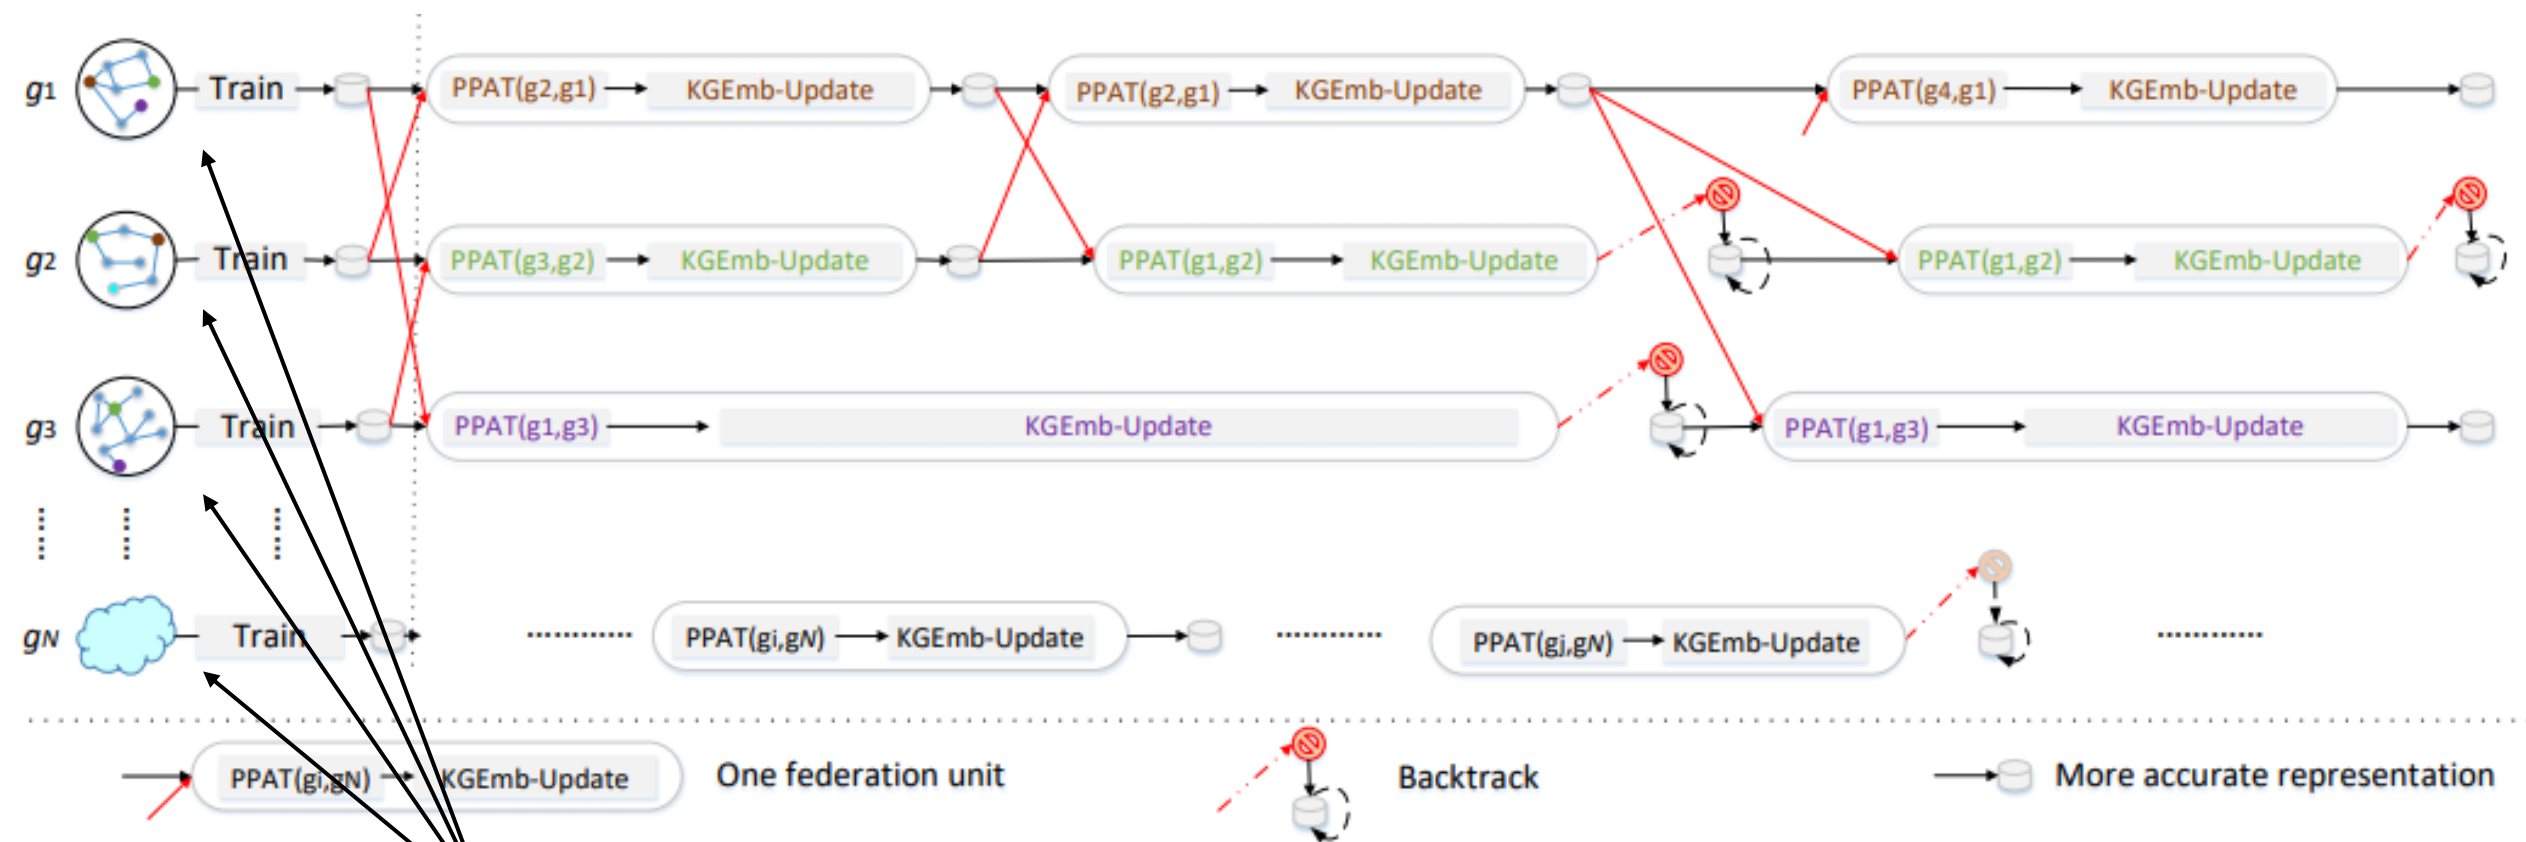 g1 Train PPAT(g2,g1) KGEmb-Update PPAT(g2,g1) KGEmb-Update PPAT(g4,g1) KGEmb-Update
g2 Train PPAT(g3,g2) KGEmb-Update PPAT(g1,g2) KGEmb-Update PPAT(g1,g2) KGEmb-Update
g3 Train PPAT(g1,g3) KGEmb-Update PPAT(g1,g3) KGEmb-Update
gN Train PPAT(gi,gN) KGEmb-Update PPAT(gj,gN) KGEmb-Update
PPAT(gi,gN) KGEmb-Update One federation unit Backtrack More accurate representation